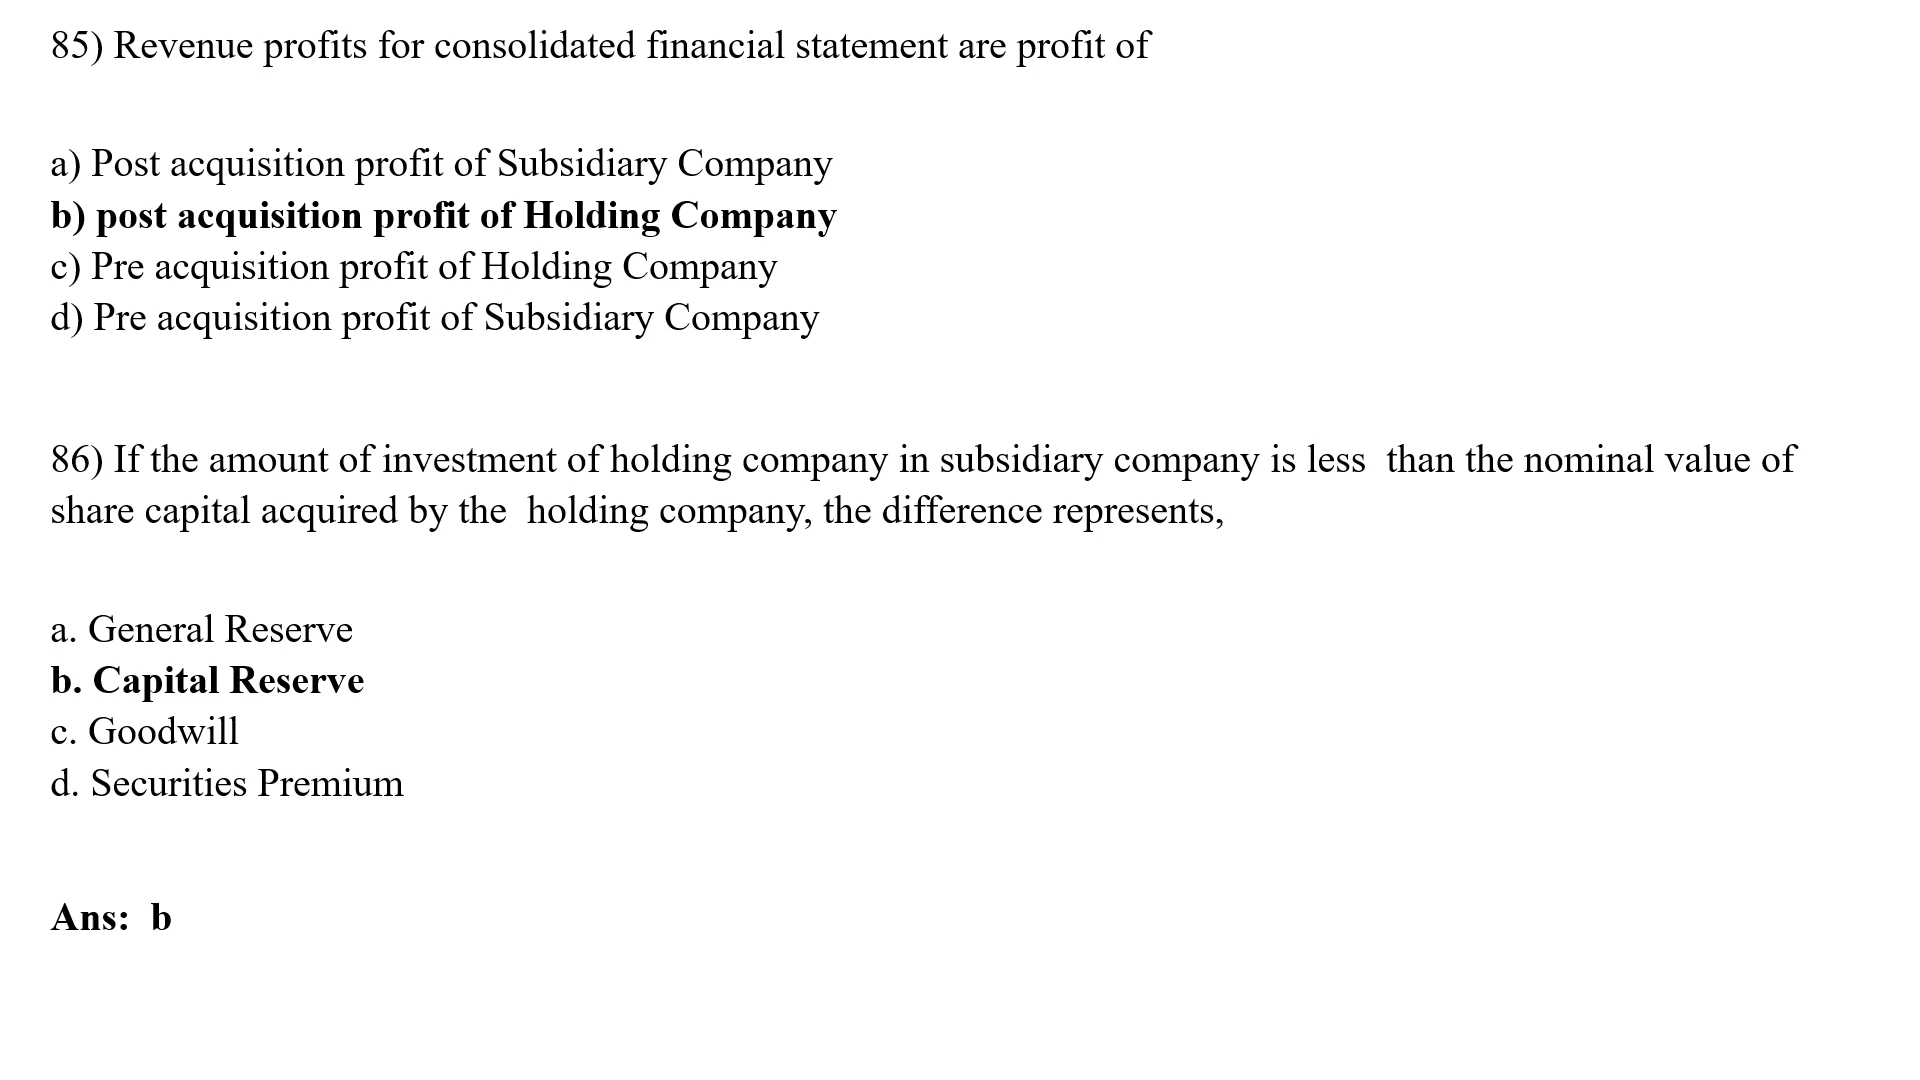 85) Revenue profits for consolidated financial statement are profit of
a) Post acquisition profit of Subsidiary Company
b) post acquisition profit of Holding Company
c) Pre acquisition profit of Holding Company
d) Pre acquisition profit of Subsidiary Company
86) If the amount of investment of holding company in subsidiary company is less  than the nominal value of
share capital acquired by the  holding company, the difference represents,
a. General Reserve
b. Capital Reserve
c. Goodwill
d. Securities Premium
Ans:  b